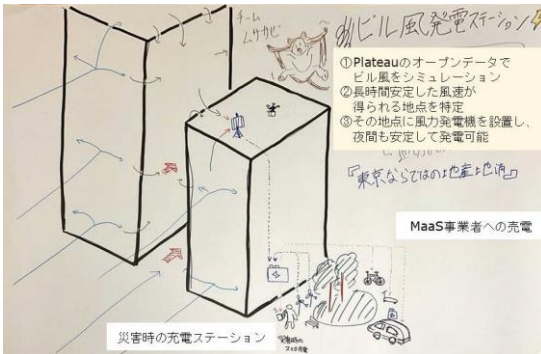 チーム
ムササビ
ビル風発電ステーション
①Plateauのオープンデータで
ビル風をシミュレーション
②長時間安定した風速が
得られる地点を特定
③その地点に風力発電機を設置し、
夜間も安定して発電可能
『東京ならではの地産地消』
MaaS事業者への売電
災害時の充電ステーション